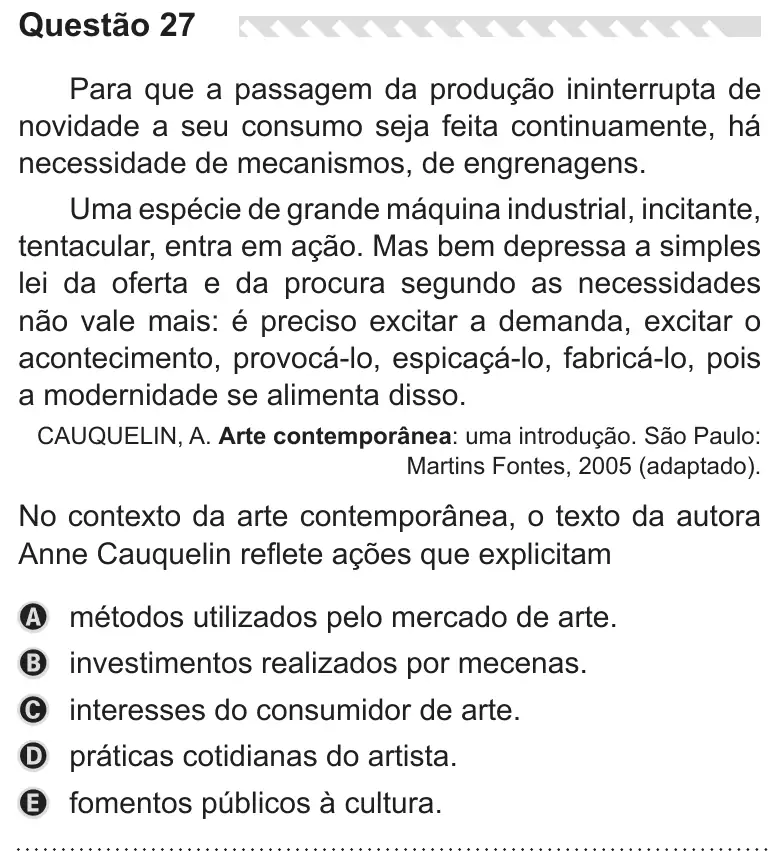 Questão 27
Para que a passagem da produção ininterrupta de
novidade a seu consumo seja feita continuamente, há
necessidade de mecanismos, de engrenagens.
Uma espécie de grande máquina industrial, incitante,
tentacular, entra em ação. Mas bem depressa a simples
lei da oferta e da procura segundo as necessidades
não vale mais: é preciso excitar a demanda, excitar o
acontecimento, provocá-lo, espicaçá-lo, fabricá-lo, pois
a modernidade se alimenta disso.
CAUQUELIN, A. Arte contemporânea: uma introdução. São Paulo:
Martins Fontes, 2005 (adaptado).
No contexto da arte contemporânea, o texto da autora
Anne Cauquelin reflete ações que explicitam
A métodos utilizados pelo mercado de arte.
B investimentos realizados por mecenas.
C interesses do consumidor de arte.
D práticas cotidianas do artista.
E fomentos públicos à cultura.